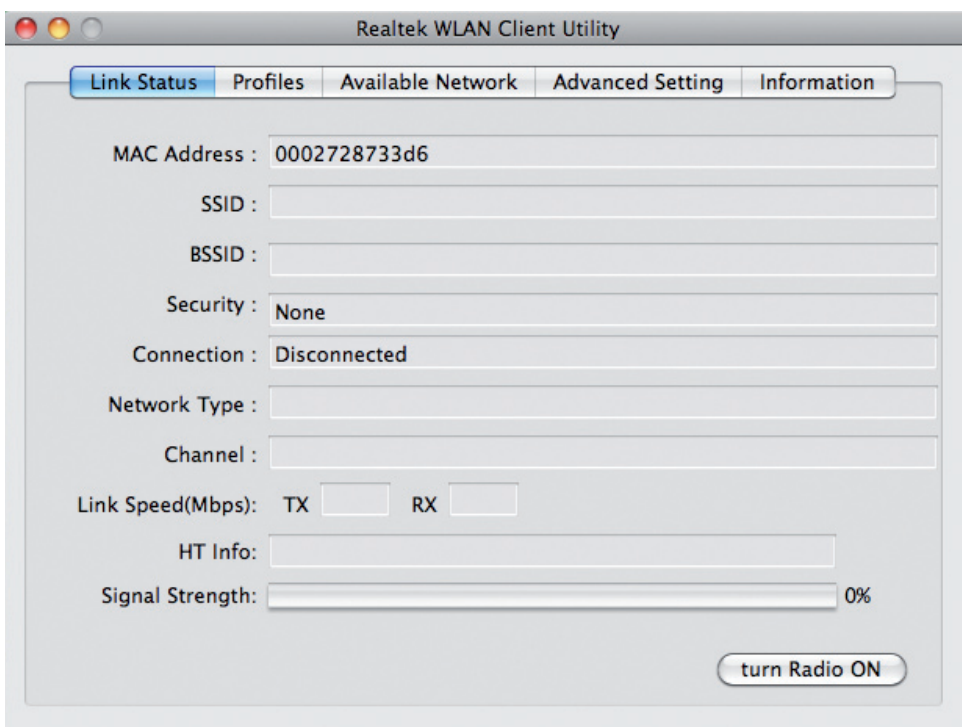 Realtek WLAN Client Utility
Link Status Profiles Available Network Advanced Setting Information
MAC Address : 0002728733d6
SSID :
BSSID :
Security : None
Connection : Disconnected
Network Type :
Channel :
Link Speed(Mbps): TX RX
HT Info:
Signal Strength: 0%
turn Radio ON